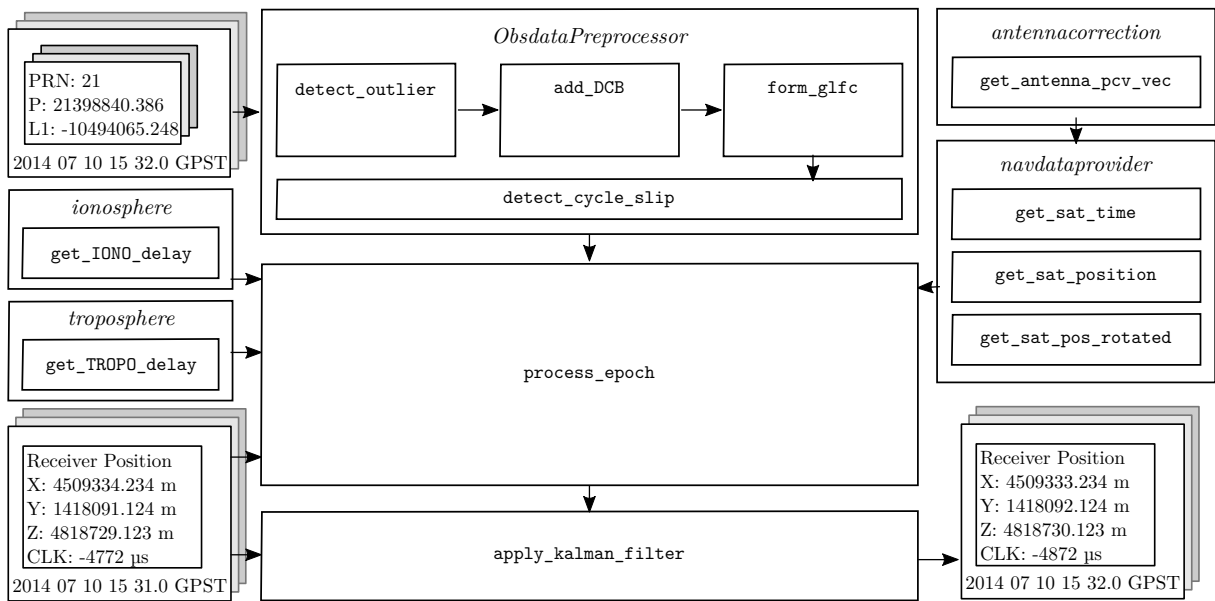 PRN: 21
P: 21398840.386
L1: -10494065.248
2014 07 10 15 32.0 GPST
ObsdataPreprocessor
detect_outlier
add_DCB
form_glfc
detect_cycle_slip
antennacorrection
get_antenna_pcv_vec
navdataprovider
get_sat_time
get_sat_position
get_sat_pos_rotated
ionosphere
get_IONO_delay
troposphere
get_TROPO_delay
process_epoch
Receiver Position
X: 4509334.234 m
Y: 1418091.124 m
Z: 4818729.123 m
CLK: -4772 µs
2014 07 10 15 31.0 GPST
apply_kalman_filter
Receiver Position
X: 4509333.234 m
Y: 1418092.124 m
Z: 4818730.123 m
CLK: -4872 µs
2014 07 10 15 32.0 GPST